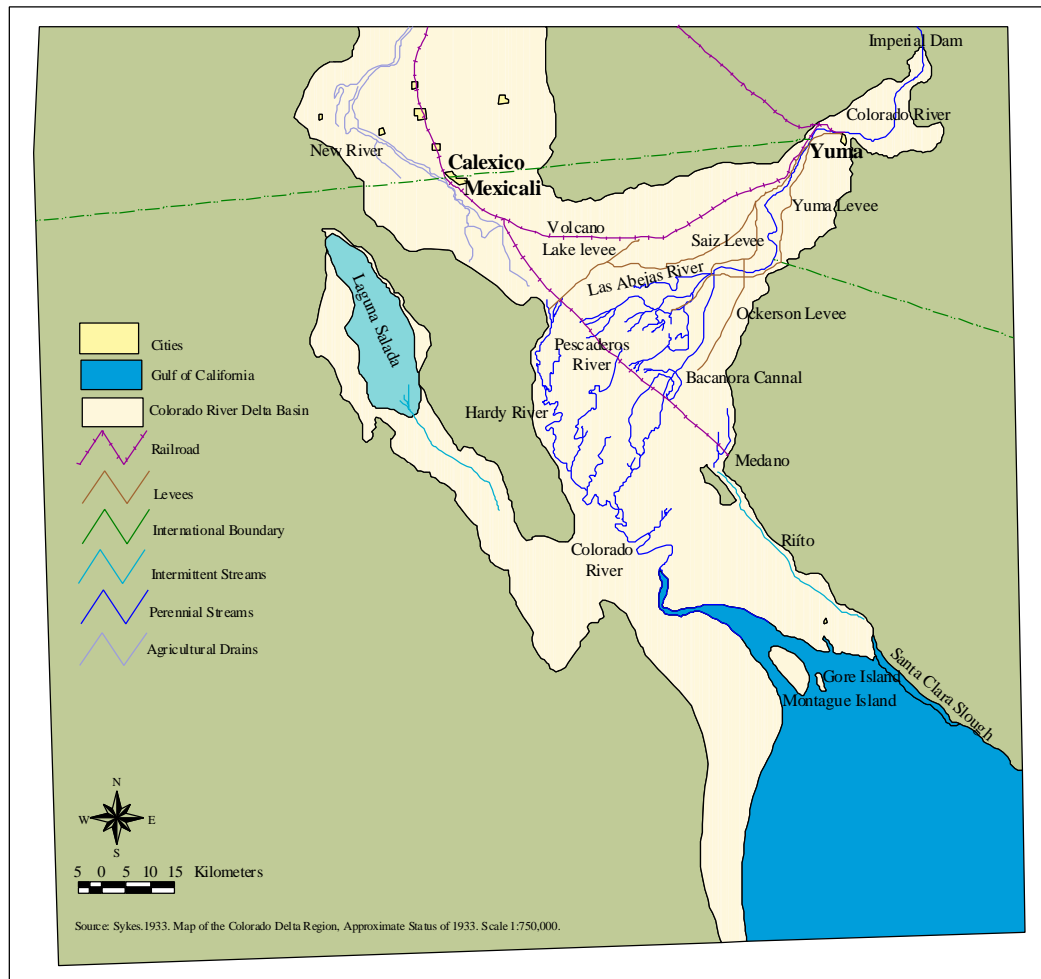 Imperial Dam
Colorado River
Yuma
New River
Calexico
Mexicali
Yuma Levee
Volcano
Lake levee
Saiz Levee
Las Abejas River
Laguna Salada
Ockerson Levee
Pescaderos
River
Bacanora Cannal
Hardy River
Medano
Riíto
Colorado
River
Santa Clara Slough
Gore Island
Montague Island
Cities
Gulf of California
Colorado River Delta Basin
Railroad
Levees
International Boundary
Intermittent Streams
Perennial Streams
Agricultural Drains
N
W E
S
5 0 5 10 15 Kilometers
Source: Sykes.1933. Map of the Colorado Delta Region, Approximate Status of 1933. Scale 1:750,000.